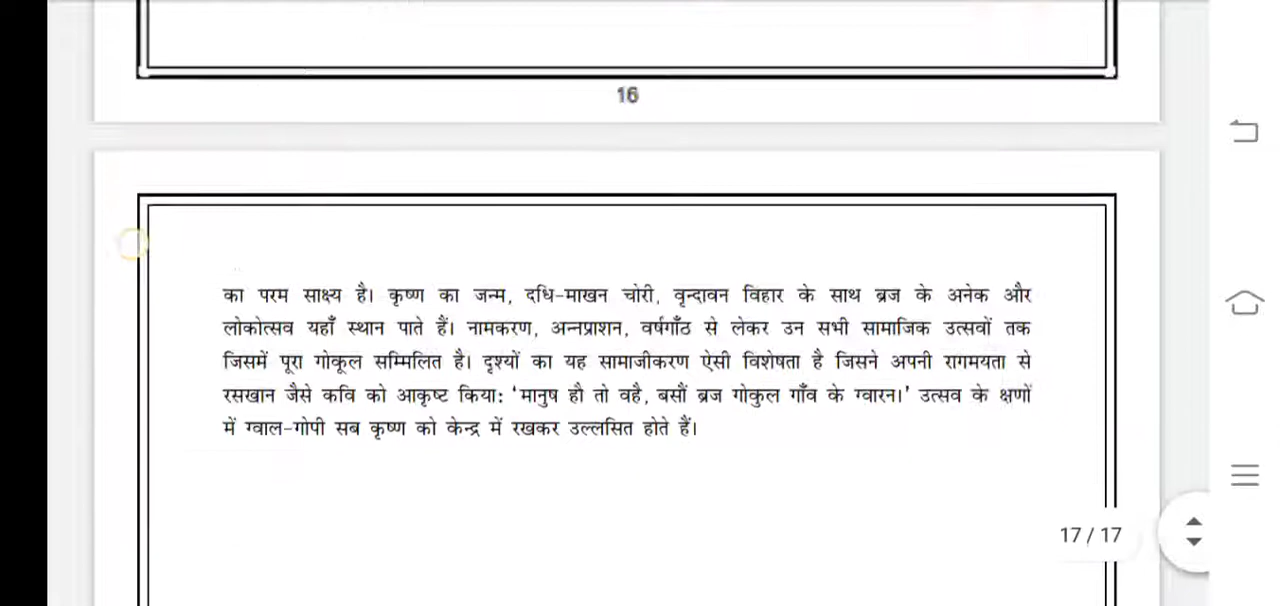 16
का परम साक्ष्य है। कृष्ण का जन्म, दधि-माखन चोरी, वृन्दावन विहार के साथ ब्रज के अनेक और
लोकोत्सव यहाँ स्थान पाते हैं। नामकरण, अन्नप्राशन, वर्षगाँठ से लेकर उन सभी सामाजिक उत्सवों तक
जिसमें पूरा गोकूल सम्मिलित है। दृश्यों का यह सामाजीकरण ऐसी विशेषता है जिसने अपनी रागमयता से
रसखान जैसे कवि को आकृष्ट किया: ‘मानुष हौ तो वहै, बसौं ब्रज गोकुल गाँव के ग्वारन।’ उत्सव के क्षणों
में ग्वाल-गोपी सब कृष्ण को केन्द्र में रखकर उल्लसित होते हैं।
17 / 17